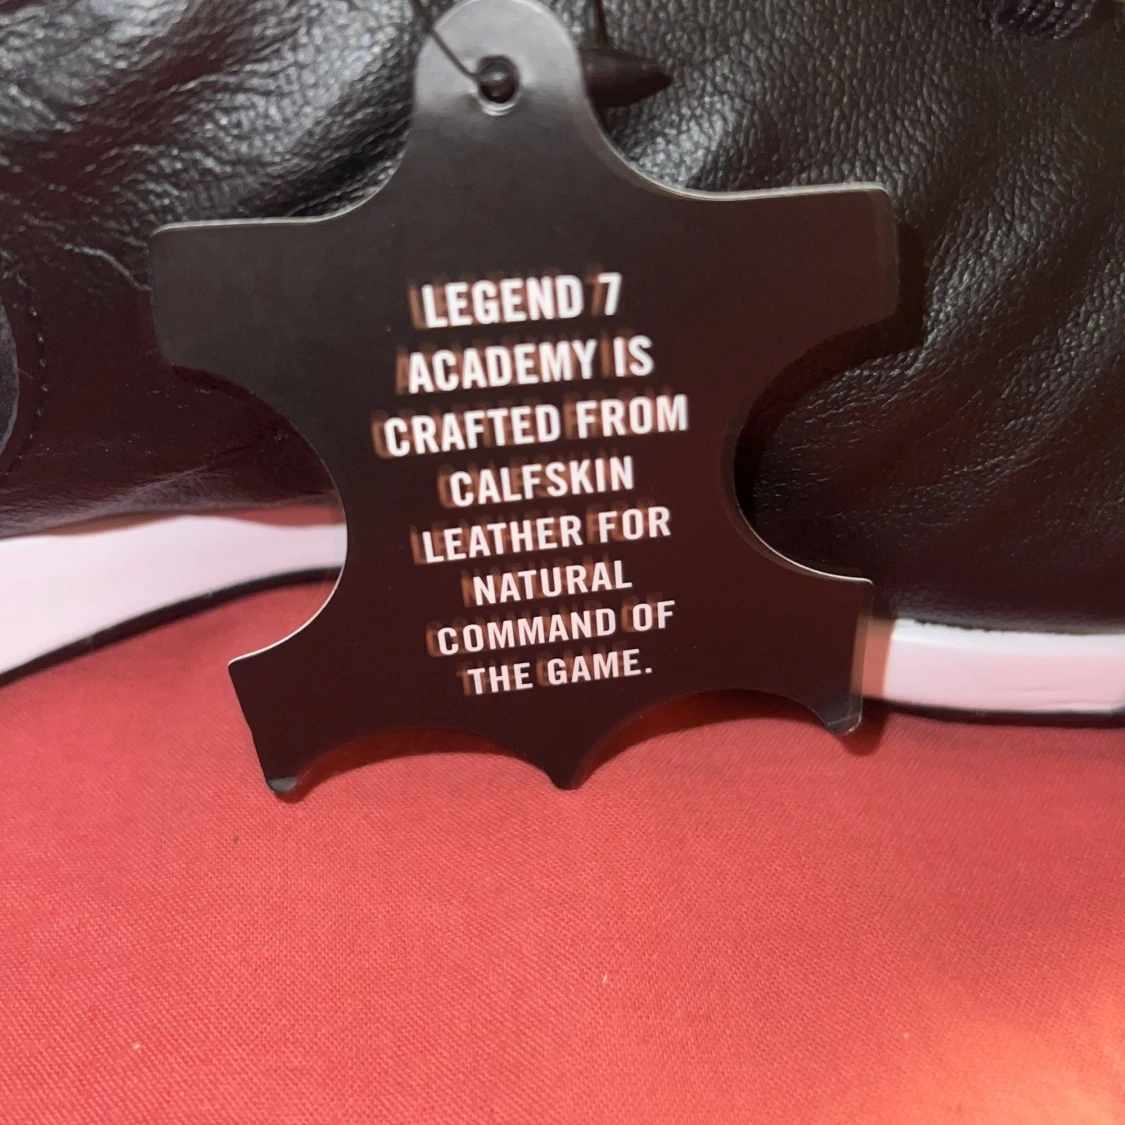 LEGEND 7
ACADEMY IS
CRAFTED FROM
CALFSKIN
LEATHER FOR
NATURAL
COMMAND OF
THE GAME.